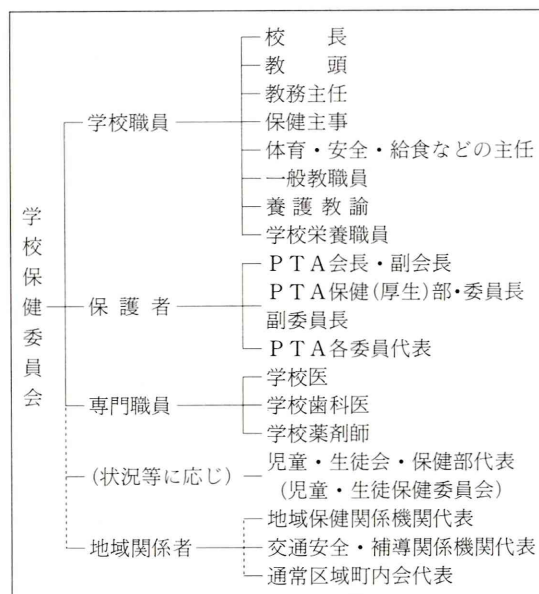 学校保健委員会
学校職員
校長
教頭
教務主任
保健主事
体育・安全・給食などの主任
一般教職員
養護教諭
学校栄養職員
保護者
PTA会長・副会長
PTA保健(厚生)部・委員長
副委員長
PTA各委員代表
専門職員
学校医
学校歯科医
学校薬剤師
(状況等に応じ)
児童・生徒会・保健部代表
(児童・生徒保健委員会)
地域関係者
地域保健関係機関代表
交通安全・補導関係機関代表
通常区域町内会代表